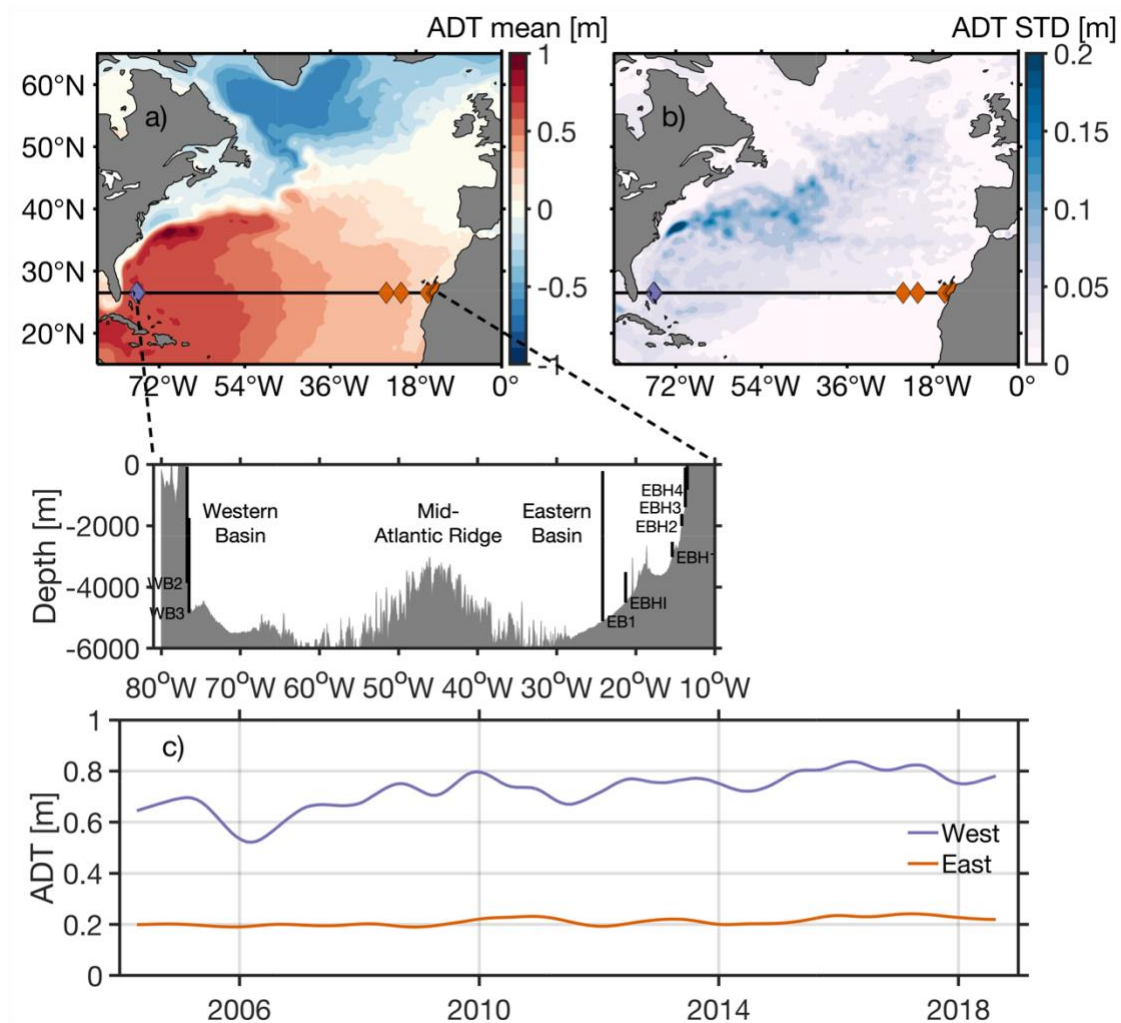 ADT mean [m]
ADT STD [m]
a)
60°N
50°N
40°N
30°N
20°N
1
0.5
0
-0.5
-1
72°W 54°W 36°W 18°W 0°
b)
0.2
0.15
0.1
0.05
0
72°W 54°W 36°W 18°W 0°
Depth [m]
0
-2000
-4000
-6000
Western
Basin
Mid-
Atlantic Ridge
Eastern
Basin
WB2
WB3
EBH4
EBH3
EBH2
EBH1
EBHI
EB1
80°W 70°W 60°W 50°W 40°W 30°W 20°W 10°W
c)
ADT [m]
1
0.8
0.6
0.4
0.2
0
West
East
2006 2010 2014 2018